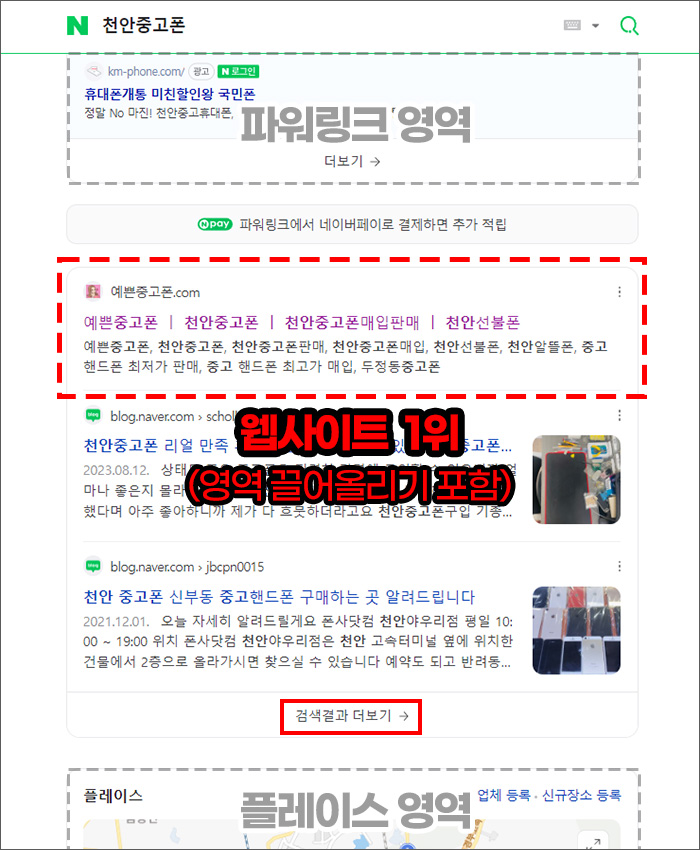 N 천안중고폰
km-phone.com/ 광고 N 로그인
휴대폰개통 미친할인왕 국민폰
정말 No 마진! 천안중고휴대폰,
파워링크 영역
더보기 →
N pay 파워링크에서 네이버페이로 결제하면 추가 적립
예쁜중고폰.com
예쁜중고폰 | 천안중고폰 | 천안중고폰매입판매 | 천안선불폰
예쁜중고폰, 천안중고폰, 천안중고폰판매, 천안중고폰매입, 천안선불폰, 천안알뜰폰, 중고
핸드폰 최저가 판매, 중고 핸드폰 최고가 매입, 두정동중고폰
blog.naver.com › scholl
웹사이트 1위
천안중고폰 리얼 만족
고폰...
(영역 끌어올리기 포함)
2023.08.12. 상태
마나 좋은지 몰라
했다며 아주 좋아하니까 제가 다 흐뭇하더라고요 천안중고폰구입 기종...
blog.naver.com › jbcpn0015
천안 중고폰 신부동 중고핸드폰 구매하는 곳 알려드립니다
2021.12.01. 오늘 자세히 알려드릴게요 폰사닷컴 천안야우리점 평일 10:
00 ~ 19:00 위치 폰사닷컴 천안야우리점은 천안 고속터미널 옆에 위치한
건물에서 2층으로 올라가시면 찾으실 수 있습니다 예약도 되고 반려동...
검색결과 더보기 →
플레이스
플레이스 영역
업체 등록 · 신규장소 등록